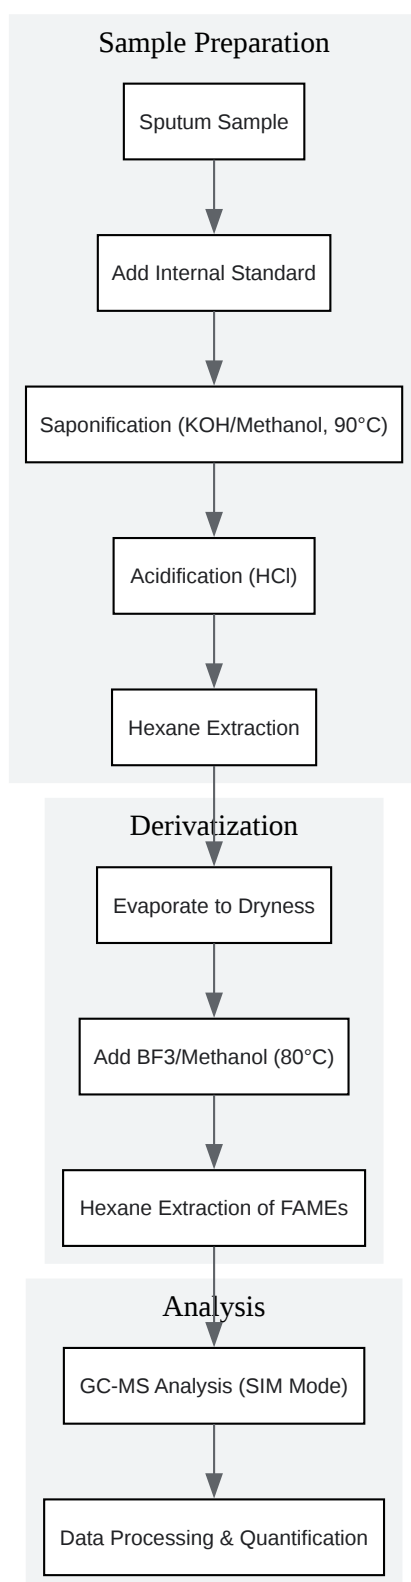 Sample Preparation
Sputum Sample
Add Internal Standard
Saponification (KOH/Methanol, 90°C)
Acidification (HCl)
Hexane Extraction
Derivatization
Evaporate to Dryness
Add BF3/Methanol (80°C)
Hexane Extraction of FAMEs
Analysis
GC-MS Analysis (SIM Mode)
Data Processing & Quantification